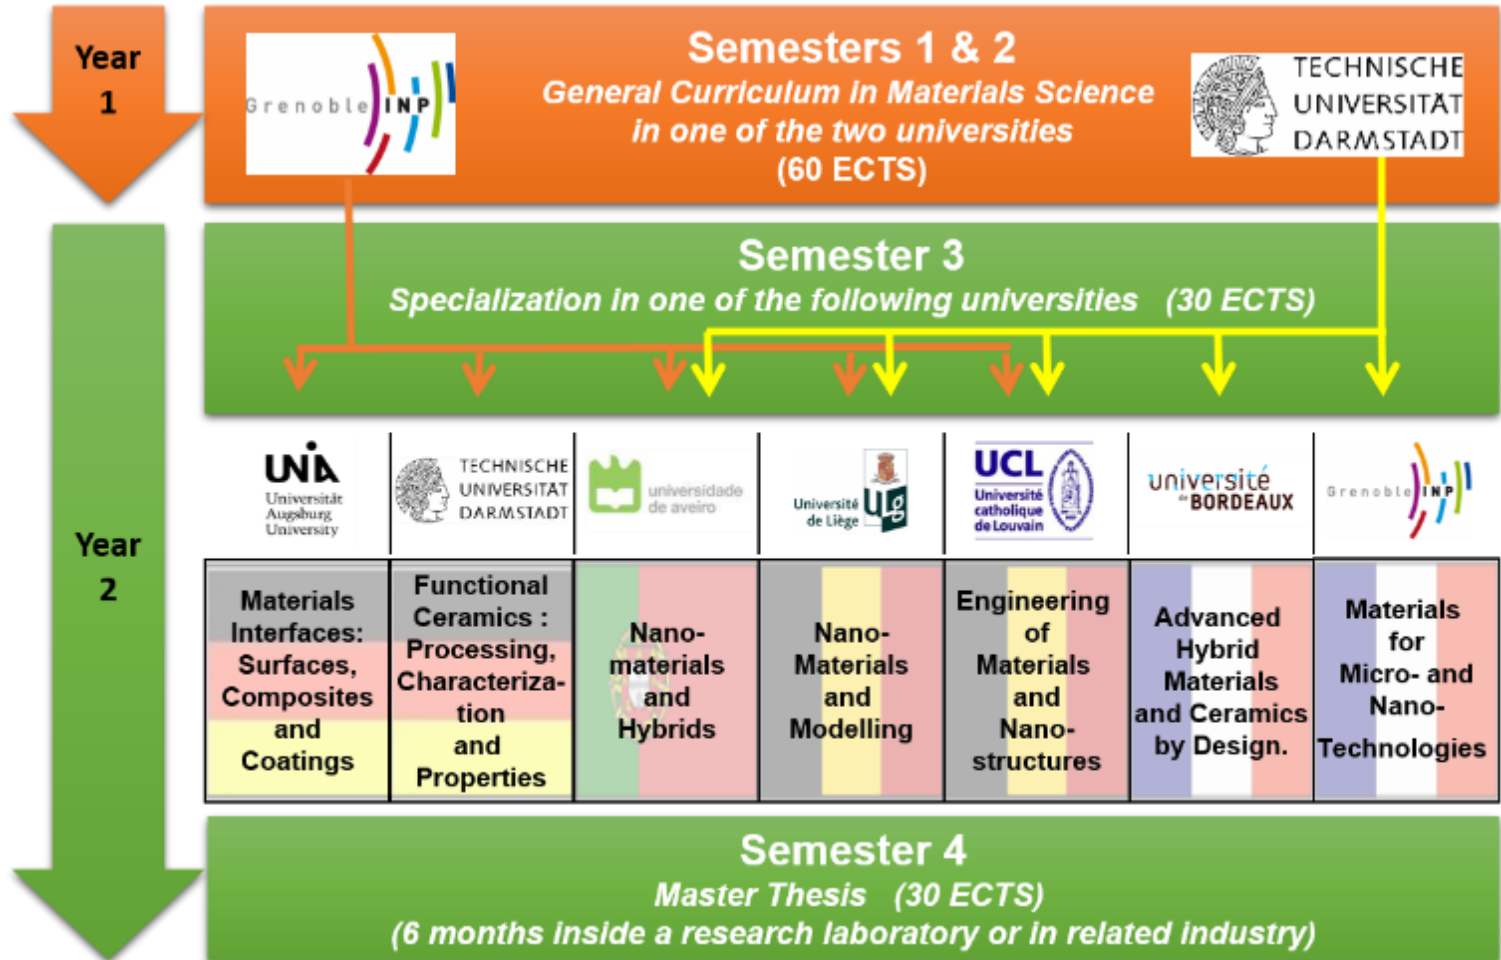 Year
1
Grenoble INP
Semesters 1 & 2
General Curriculum in Materials Science
in one of the two universities
(60 ECTS)
TECHNISCHE
UNIVERSITÄT
DARMSTADT
Year
2
Semester 3
Specialization in one of the following universities (30 ECTS)
UNIA
Universität
Augsburg
University
TECHNISCHE
UNIVERSITÄT
DARMSTADT
universidade
de aveiro
Université
de Liège
ULg
UCL
Université
catholique
de Louvain
université
de BORDEAUX
Grenoble INP
Materials
Interfaces:
Surfaces,
Composites
and
Coatings
Functional
Ceramics :
Processing,
Characteriza-
tion
and
Properties
Nano-
materials
and
Hybrids
Nano-
Materials
and
Modelling
Engineering
of
Materials
and
Nano-
structures
Advanced
Hybrid
Materials
and Ceramics
by Design.
Materials
for
Micro- and
Nano-
Technologies
Semester 4
Master Thesis (30 ECTS)
(6 months inside a research laboratory or in related industry)